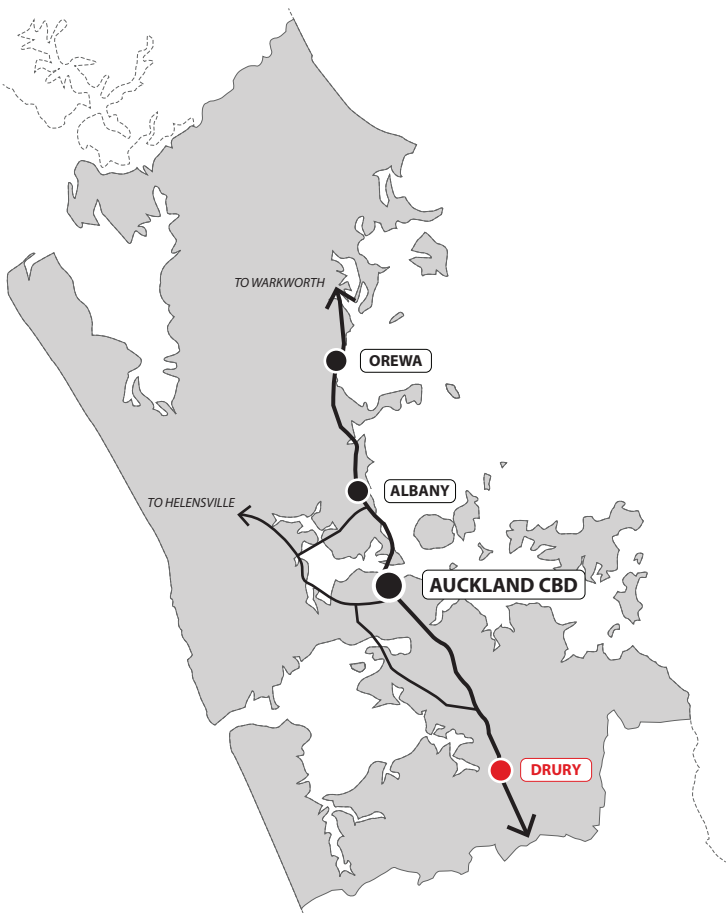 TO WARKWORTH
OREWA
ALBANY
TO HELENSVILLE
AUCKLAND CBD
DRURY